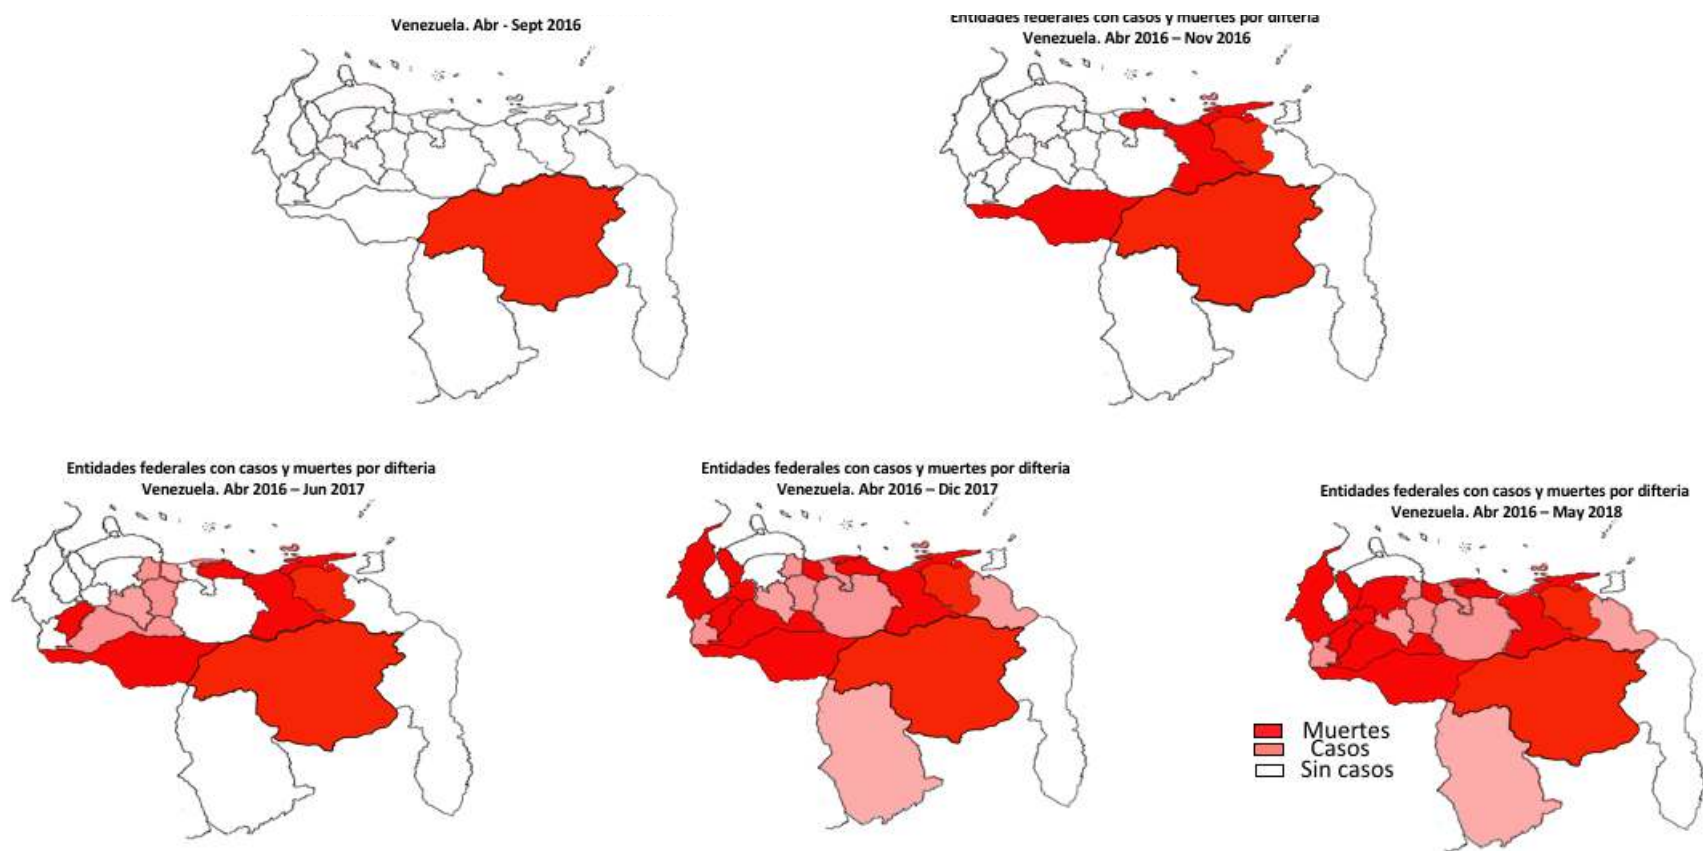 Venezuela. Abr - Sept 2016
Entidades federales con casos y muertes por difteria
Venezuela. Abr 2016 – Nov 2016
Entidades federales con casos y muertes por difteria
Venezuela. Abr 2016 – Jun 2017
Entidades federales con casos y muertes por difteria
Venezuela. Abr 2016 – Dic 2017
Entidades federales con casos y muertes por difteria
Venezuela. Abr 2016 – May 2018
Muertes
Casos
Sin casos